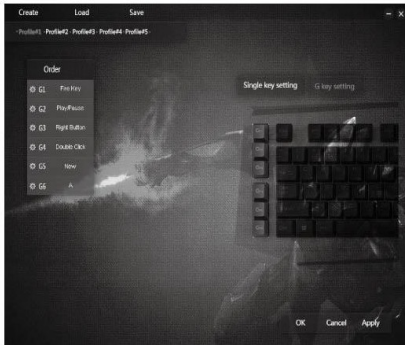 Create Load Save
·Profile#1 ·Profile#2 ·Profile#3 ·Profile#4 ·Profile#5·
Order
G1 Fire Key
G2 Play/Pause
G3 Right Button
G4 Double Click
G5 New
G6 A
Single key setting G key setting
OK Cancel Apply